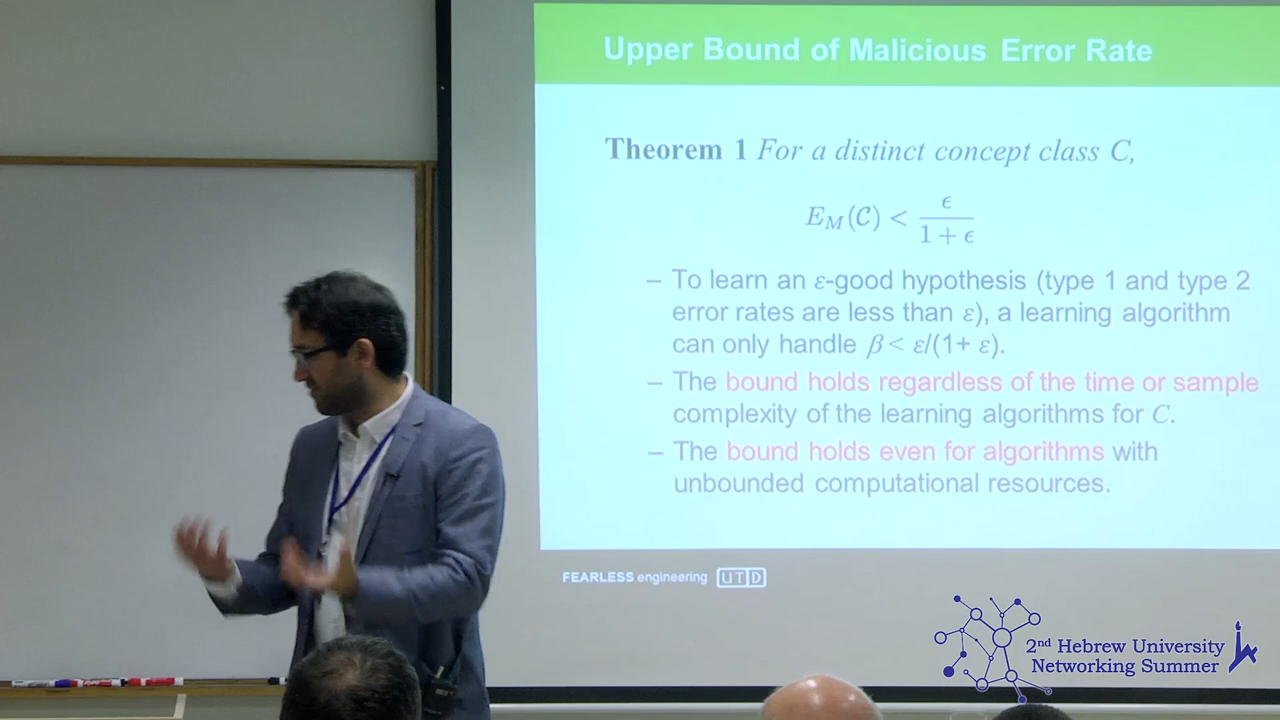 Upper Bound of Malicious Error Rate
Theorem 1 For a distinct concept class C,
E_M(𝒞) < ϵ / (1 + ϵ)
– To learn an ε-good hypothesis (type 1 and type 2
error rates are less than ε), a learning algorithm
can only handle β < ε/(1+ ε).
– The bound holds regardless of the time or sample
complexity of the learning algorithms for C.
– The bound holds even for algorithms with
unbounded computational resources.
FEARLESS engineering UTD
2nd Hebrew University
Networking Summer